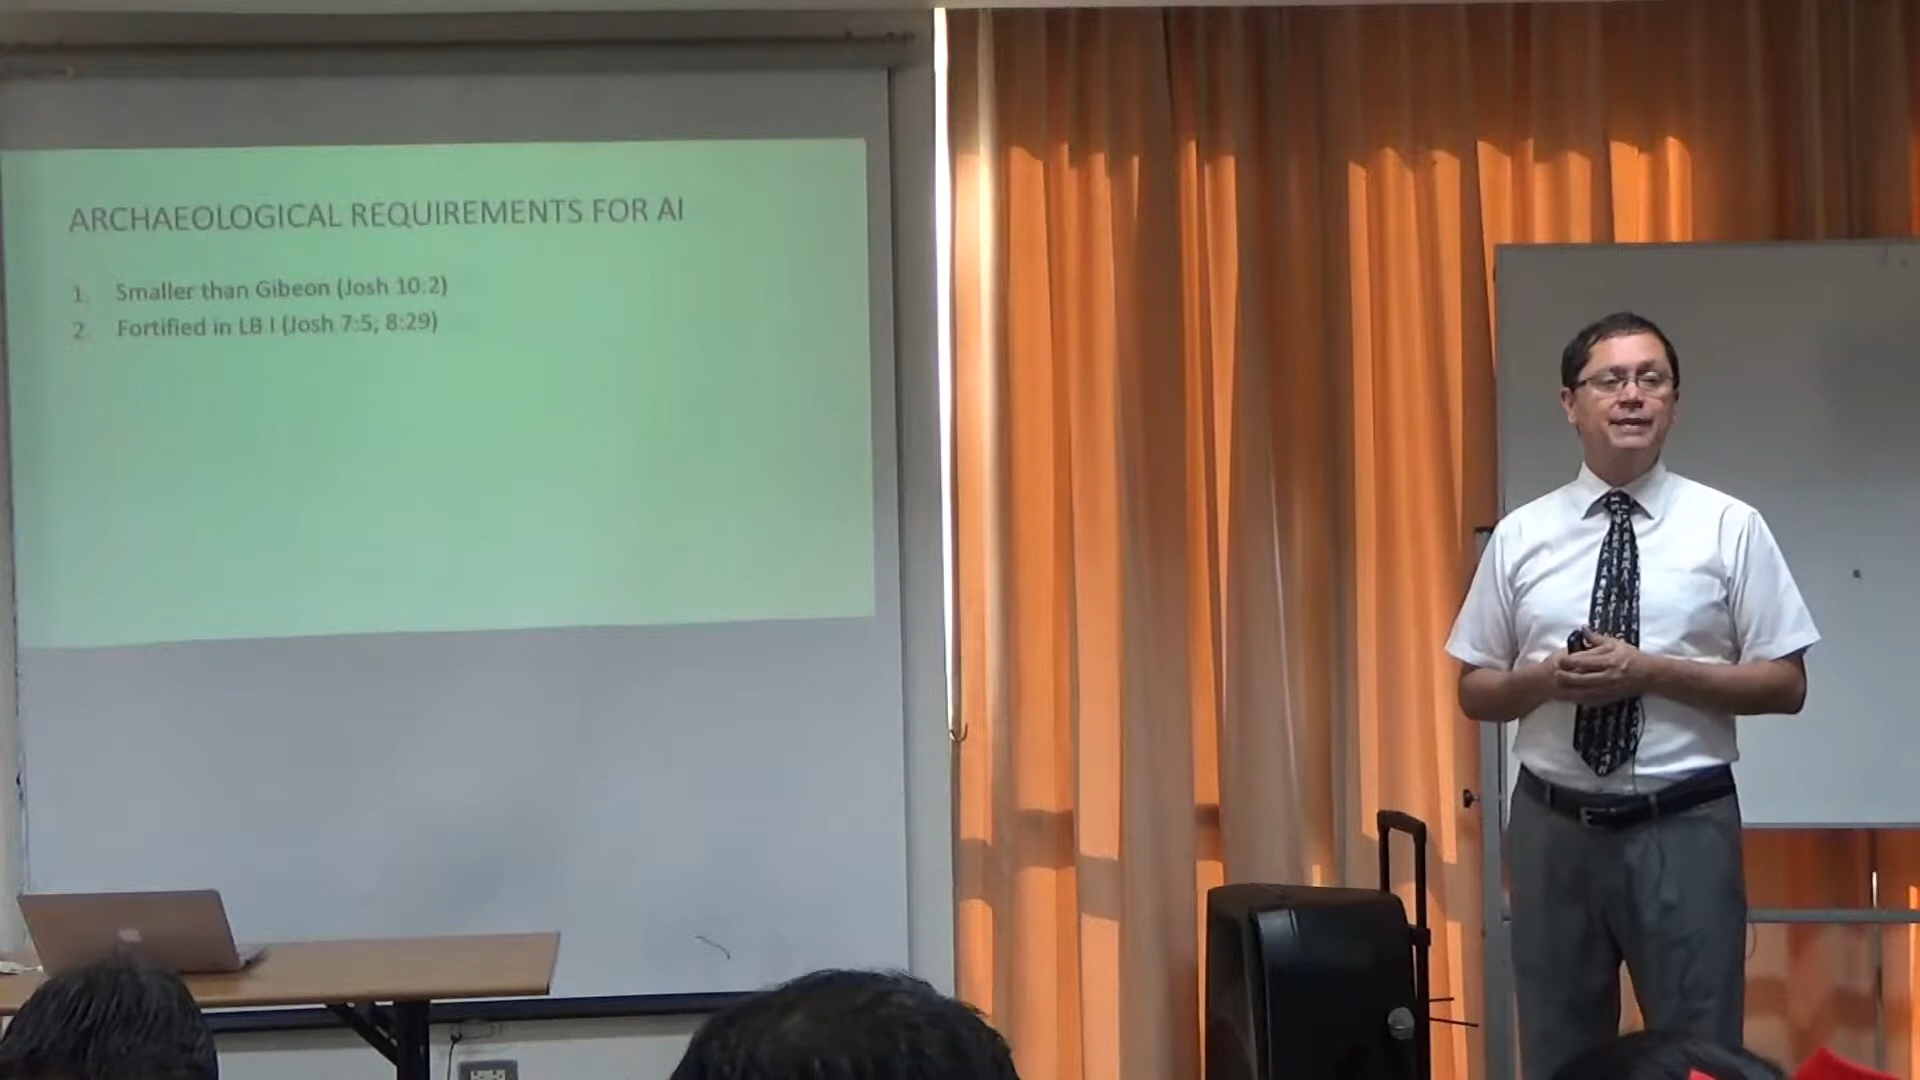 ARCHAEOLOGICAL REQUIREMENTS FOR AI
1. Smaller than Gibeon (Josh 10:2)
2. Fortified in LB I (Josh 7:5; 8:29)